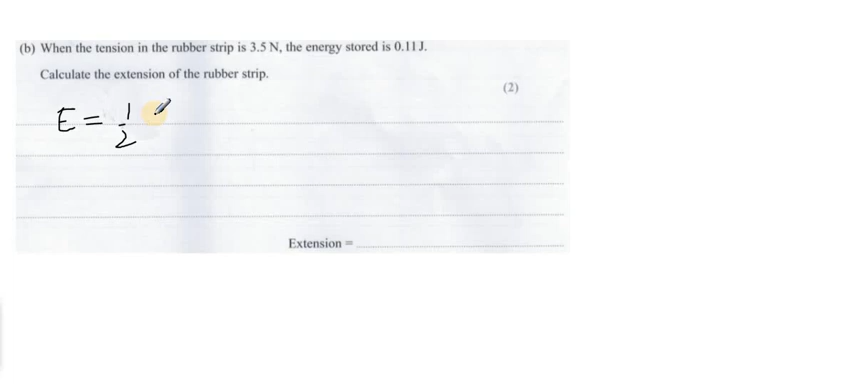 (b) When the tension in the rubber strip is 3.5 N, the energy stored is 0.11 J.
Calculate the extension of the rubber strip.
(2)
E = 1/2
Extension =